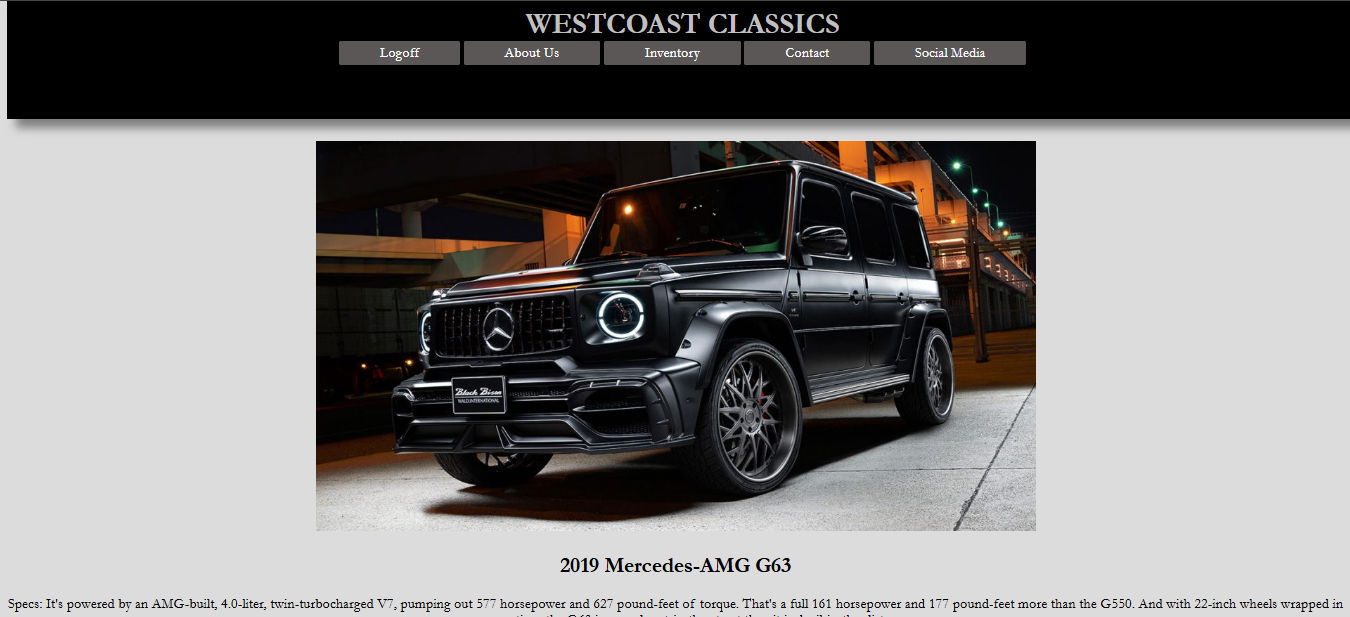 WESTCOAST CLASSICS
Logoff About Us Inventory Contact Social Media
Black Bison
WALD INTERNATIONAL
2019 Mercedes-AMG G63
Specs: It's powered by an AMG-built, 4.0-liter, twin-turbocharged V7, pumping out 577 horsepower and 627 pound-feet of torque. That's a full 161 horsepower and 177 pound-feet more than the G550. And with 22-inch wheels wrapped in